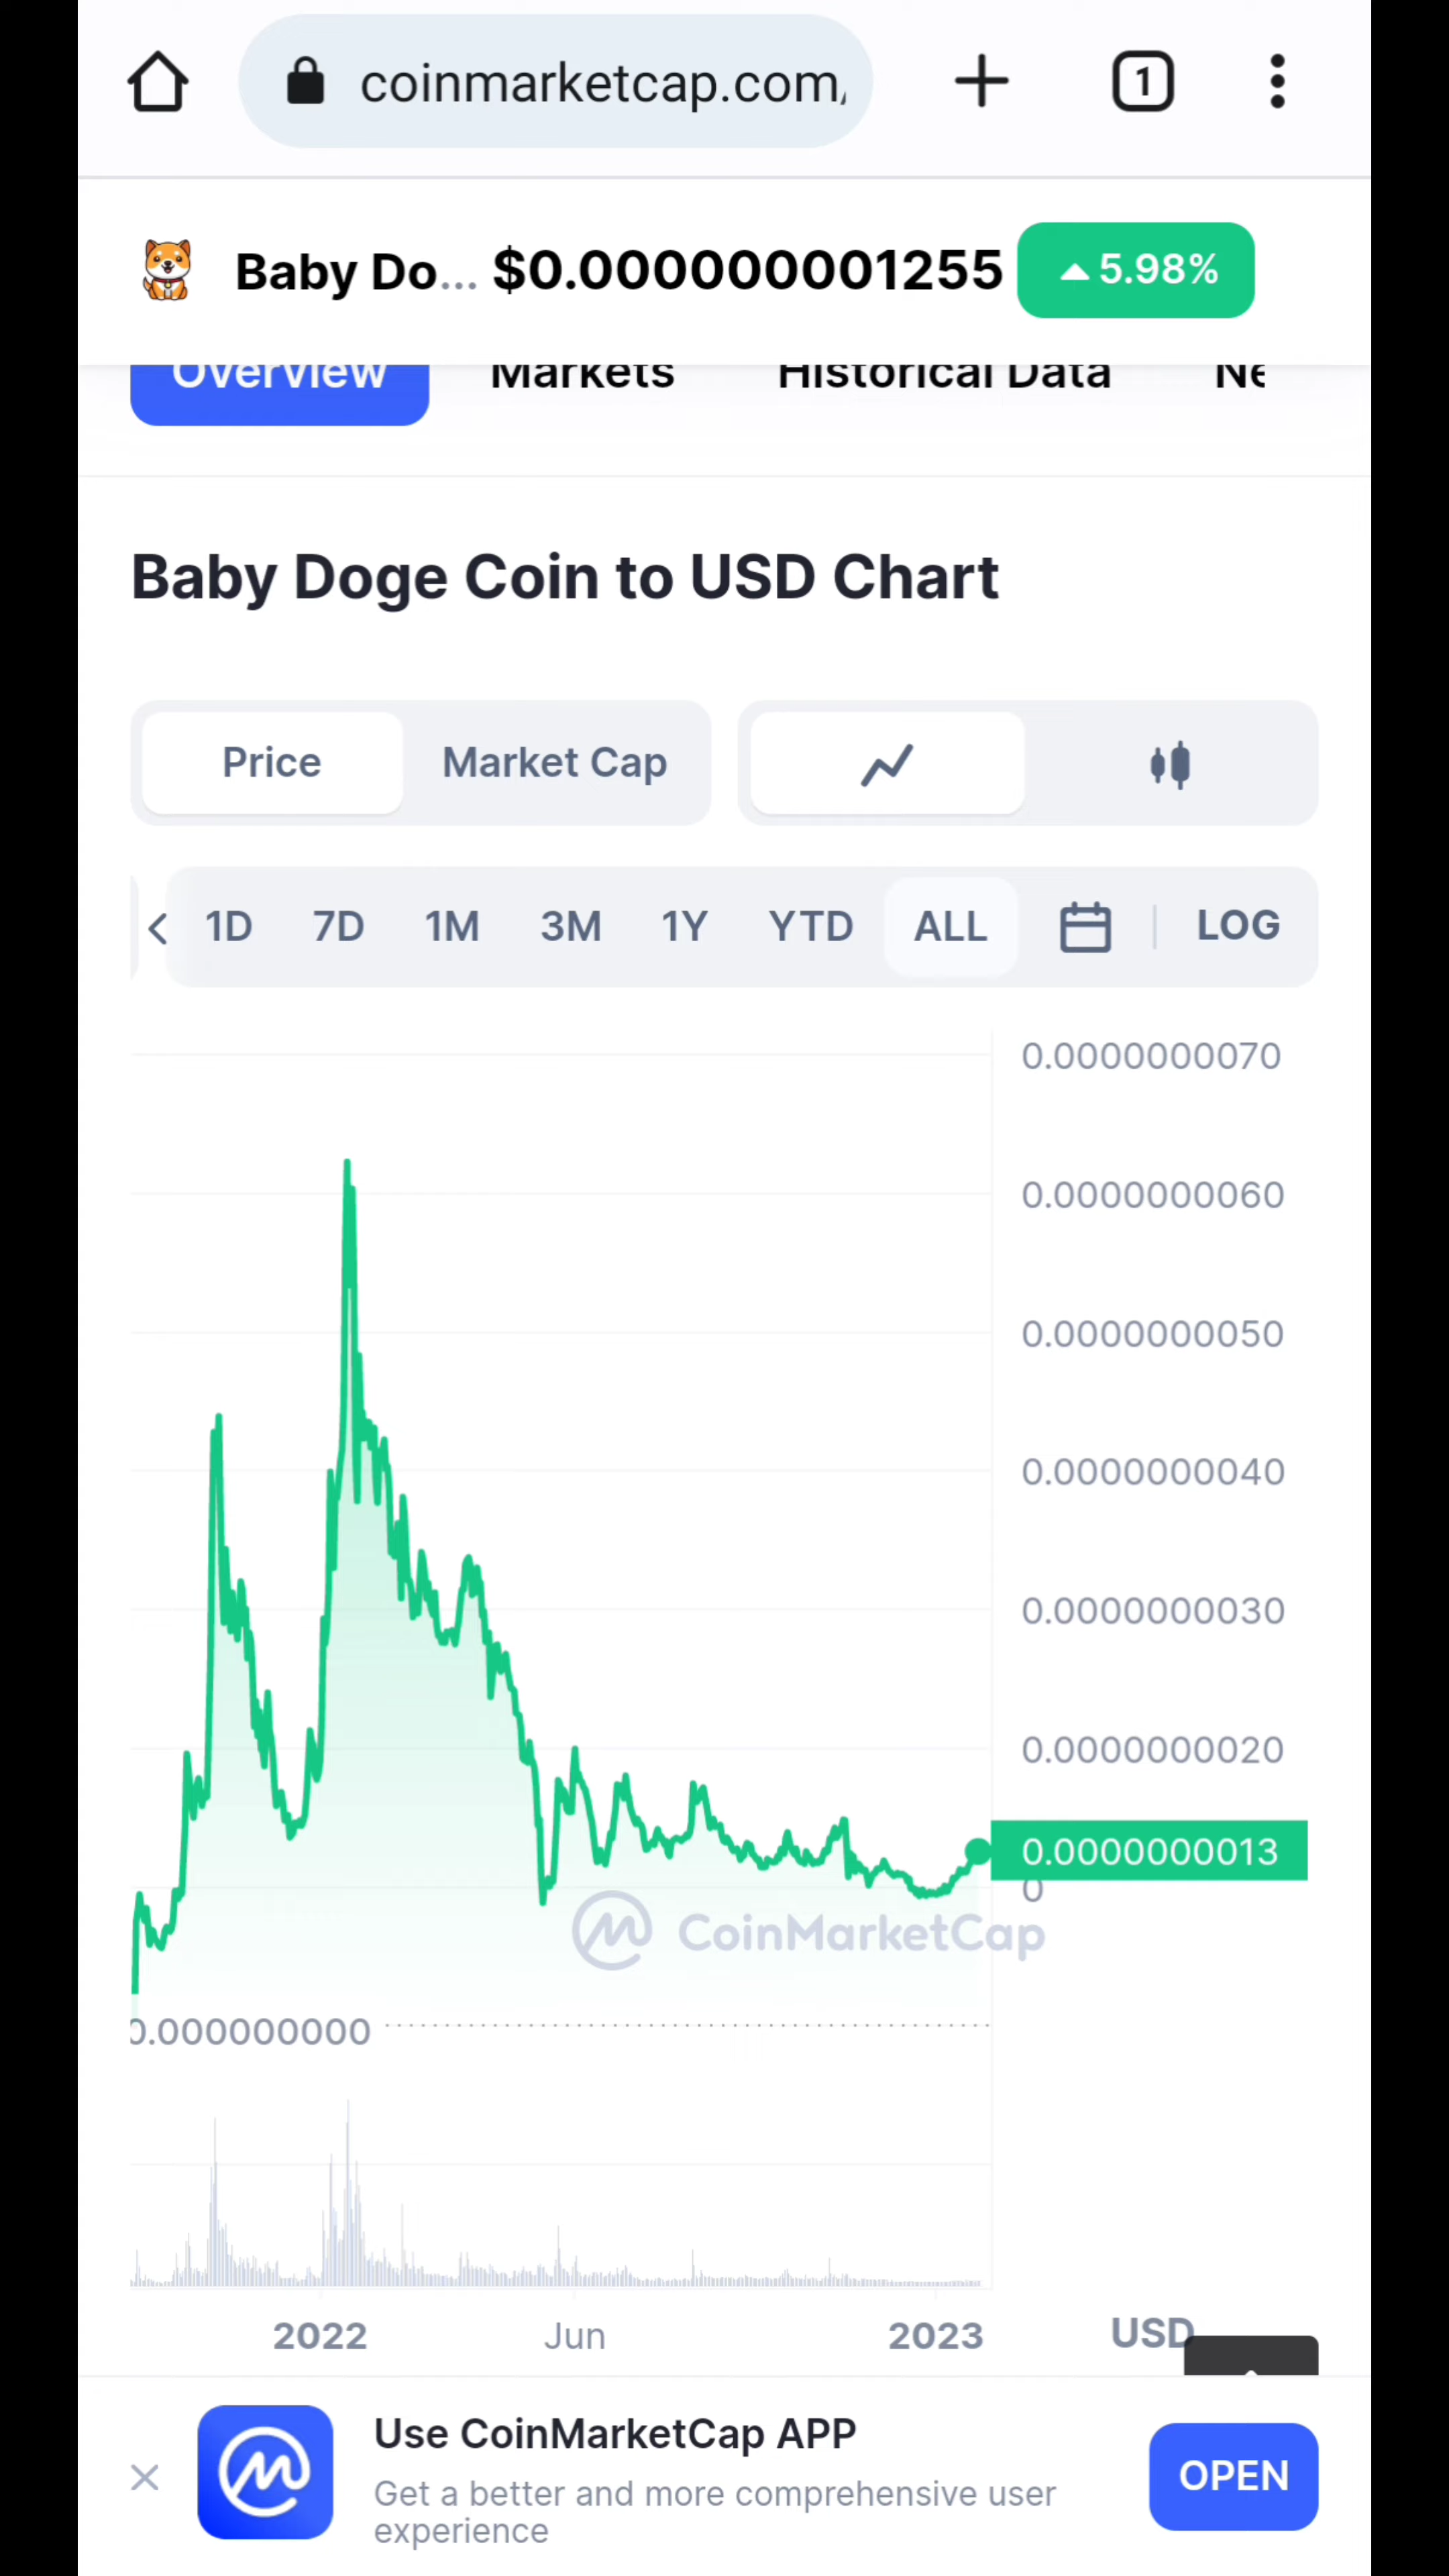 coinmarketcap.com
1
Baby Do... $0.000000001255 5.98%
Overview Markets Historical Data
Baby Doge Coin to USD Chart
Price Market Cap
1D 7D 1M 3M 1Y YTD ALL LOG
0.0000000070
0.0000000060
0.0000000050
0.0000000040
0.0000000030
0.0000000020
0.0000000013
0
CoinMarketCap
0.000000000
2022 Jun 2023 USD
Use CoinMarketCap APP
Get a better and more comprehensive user
experience
OPEN